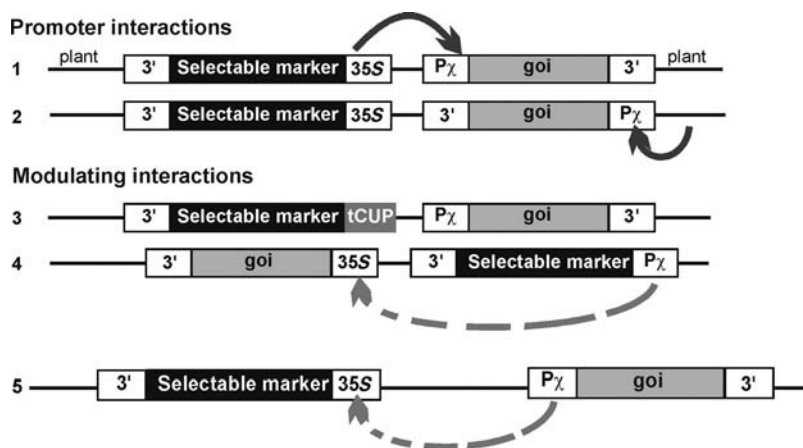 Promoter interactions
plant plant
1 3' Selectable marker 35S Pχ goi 3'
2 3' Selectable marker 35S 3' goi Pχ
Modulating interactions
3 3' Selectable marker tCUP Pχ goi 3'
4 3' goi 35S 3' Selectable marker Pχ
5 3' Selectable marker 35S Pχ goi 3'